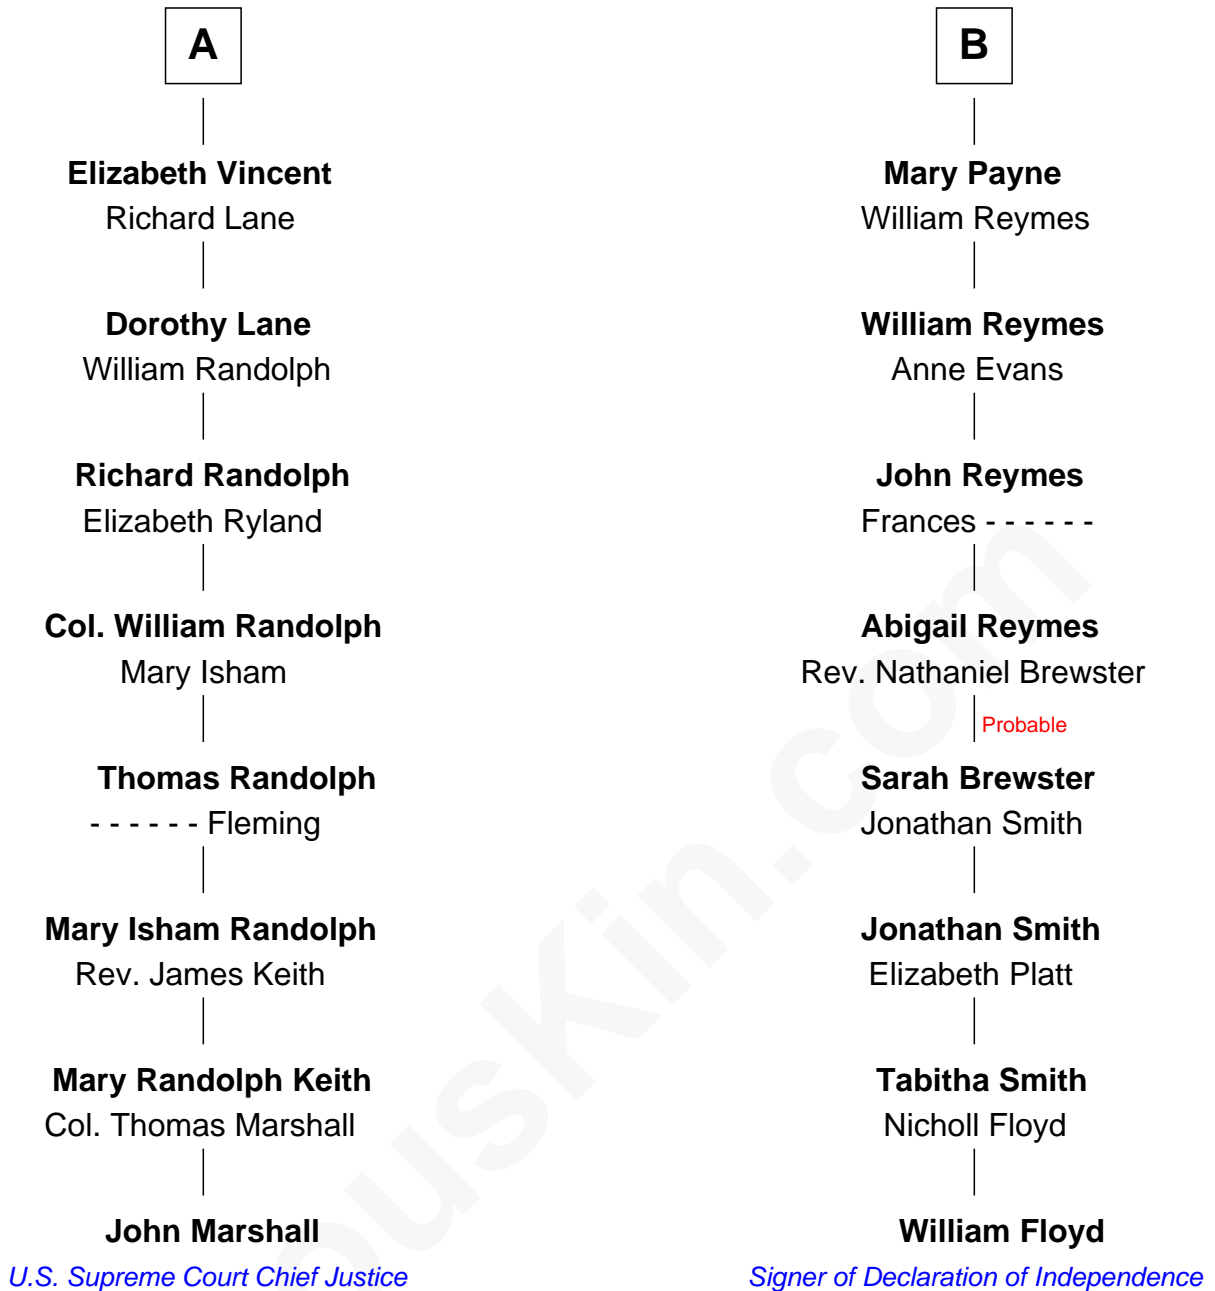 A
Elizabeth Vincent
Richard Lane
Dorothy Lane
William Randolph
Richard Randolph
Elizabeth Ryland
Col. William Randolph
Mary Isham
Thomas Randolph
- - - - - - Fleming
Mary Isham Randolph
Rev. James Keith
Mary Randolph Keith
Col. Thomas Marshall
John Marshall
U.S. Supreme Court Chief Justice
B
Mary Payne
William Reymes
William Reymes
Anne Evans
John Reymes
Frances - - - - - -
Abigail Reymes
Rev. Nathaniel Brewster
Probable
Sarah Brewster
Jonathan Smith
Jonathan Smith
Elizabeth Platt
Tabitha Smith
Nicholl Floyd
William Floyd
Signer of Declaration of Independence
ousKin.com